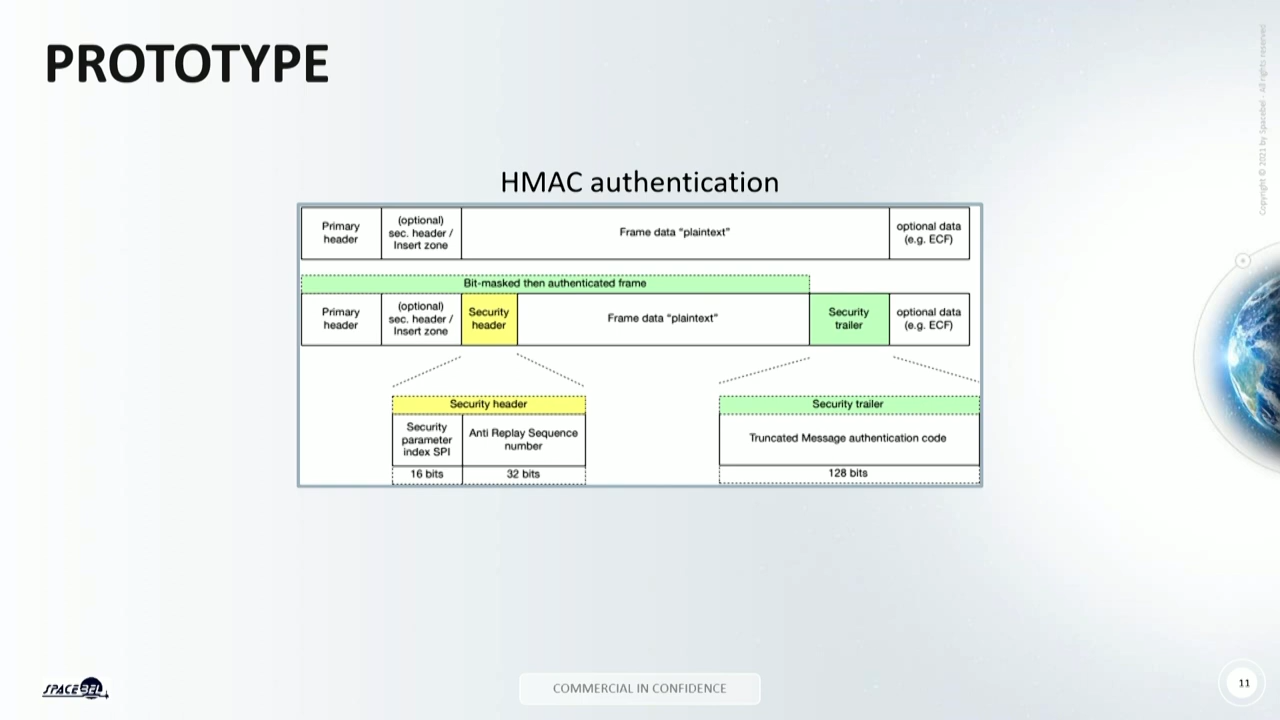 PROTOTYPE
Copyright © 2021 by Spacebel - All rights reserved
HMAC authentication
Primary
header
(optional)
sec. header /
Insert zone
Frame data “plaintext”
optional data
(e.g. ECF)
Bit-masked then authenticated frame
Primary
header
(optional)
sec. header /
Insert zone
Security
header
Frame data “plaintext”
Security
trailer
optional data
(e.g. ECF)
Security header
Security
parameter
index SPI
Anti Replay Sequence
number
16 bits
32 bits
Security trailer
Truncated Message authentication code
128 bits
SPACEBEL
COMMERCIAL IN CONFIDENCE
11